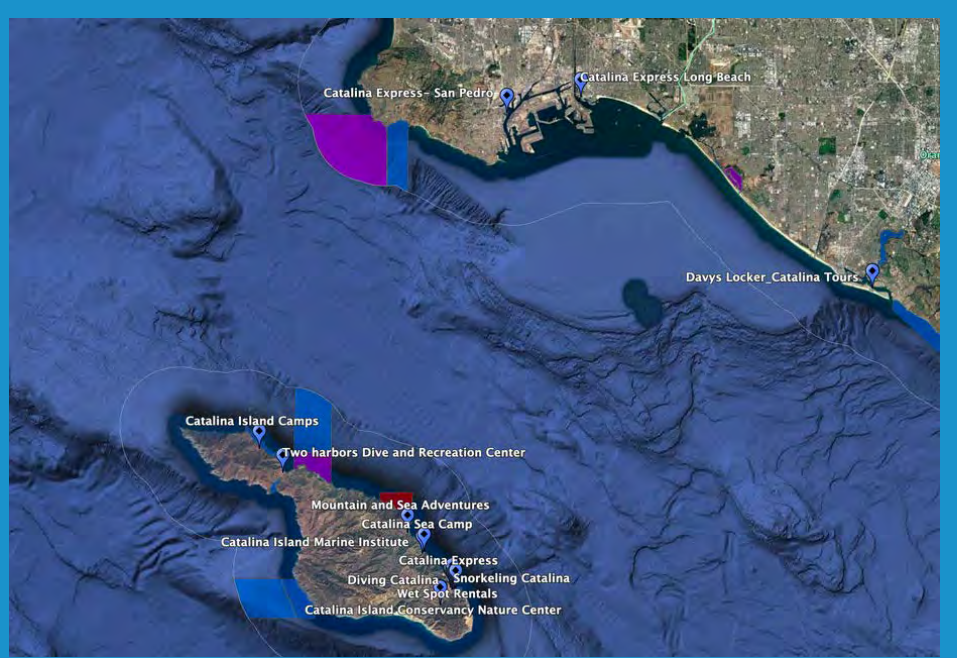 Catalina Express Long Beach
Catalina Express- San Pedro
Davys Locker_Catalina Tours
Catalina Island Camps
Two harbors Dive and Recreation Center
Mountain and Sea Adventures
Catalina Sea Camp
Catalina Island Marine Institute
Catalina Express
Snorkeling Catalina
Diving Catalina
Wet Spot Rentals
Catalina Island Conservancy Nature Center